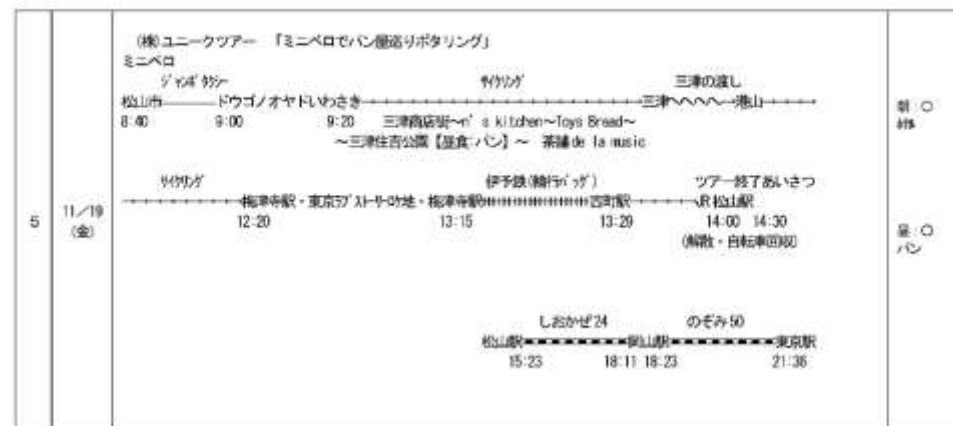 (株)ユニークツアー 「ミニベロでパン屋巡りポタリング」
ミニベロ
ジャンボタクシー サイクリング 三津の渡し
松山市 ドウゴノオヤドいわさき 三津 港山
8:40 9:00 9:20 三津商店街～n's kitchen～Toys Bread～
～三津住吉公園【昼食:パン】～ 茶舗 de la music
サイクリング 伊予鉄(輪行バッグ) ツアー終了あいさつ
梅津寺駅・東京ラブストーリーロケ地・梅津寺駅 古町駅 JR松山駅
12:20 13:15 13:29 14:00 14:30
(解散・自転車回収)
5 11/19
(金)
しおかぜ24 のぞみ50
松山駅 岡山駅 東京駅
15:23 18:11 18:23 21:36
朝 ○
ホテル
昼 ○
パン